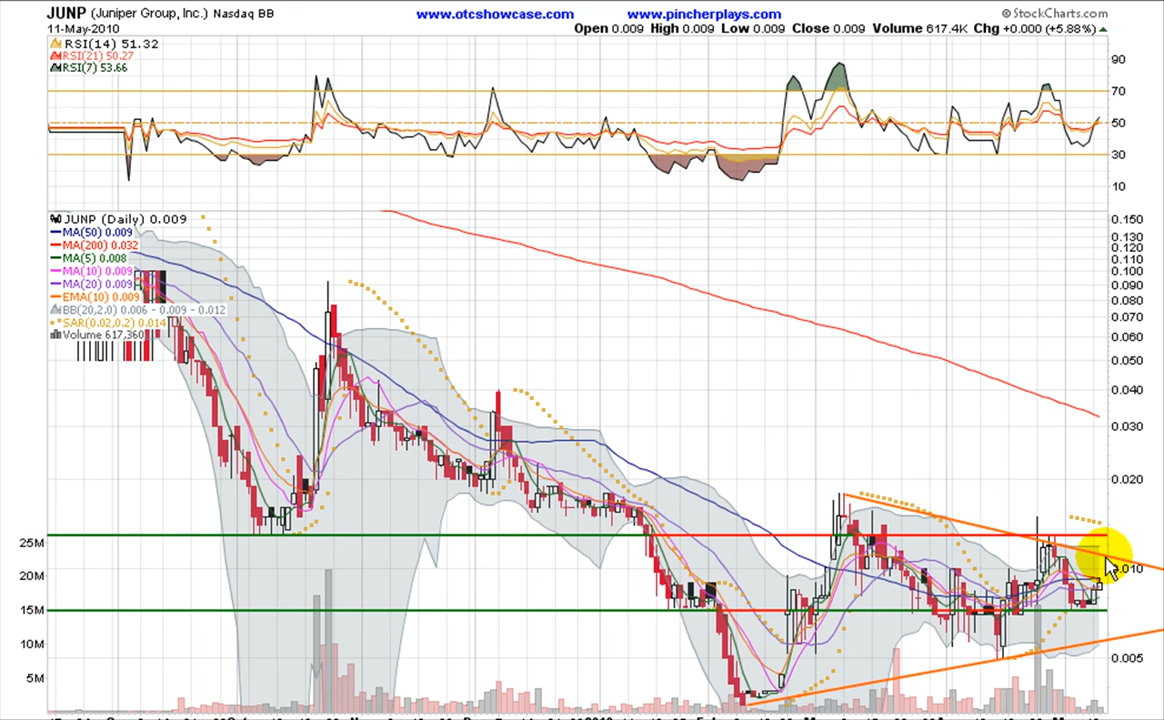 JUNP (Juniper Group, Inc.) Nasdaq BB www.otcshowcase.com www.pincherplays.com ©StockCharts.com
11-May-2010 Open 0.009 High 0.009 Low 0.009 Close 0.009 Volume 617.4K Chg +0.000 (+5.88%)
RSI(14) 51.32
RSI(21) 50.27
RSI(7) 53.66
90
70
50
30
10
JUNP (Daily) 0.009
MA(50) 0.009
MA(200) 0.032
MA(5) 0.008
MA(10) 0.009
MA(20) 0.009
EMA(10) 0.009
BB(20,2.0) 0.006 - 0.009 - 0.012
SAR(0.02,0.2) 0.014
Volume 617,360
0.150
0.130
0.120
0.110
0.100
0.090
0.080
0.070
0.060
0.050
0.040
0.030
0.020
0.010
0.005
25M
20M
15M
10M
5M